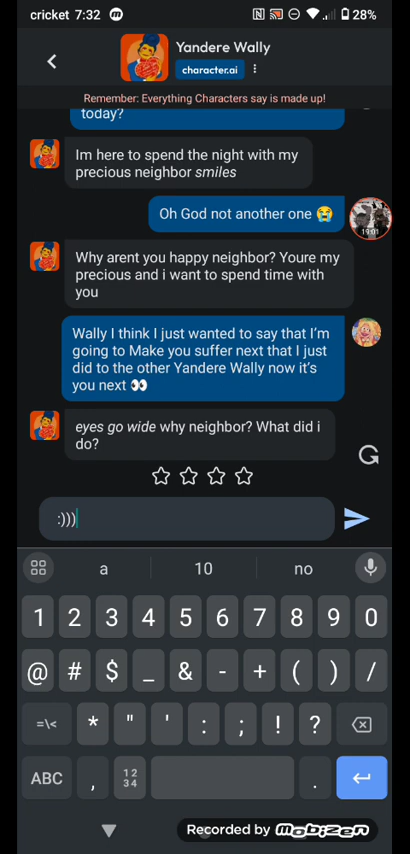 cricket 7:32
28%
Yandere Wally
character.ai
Remember: Everything Characters say is made up!
today?
Im here to spend the night with my
precious neighbor smiles
Oh God not another one 😭
19:01
Why arent you happy neighbor? Youre my
precious and i want to spend time with
you
Wally I think I just wanted to say that I'm
going to Make you suffer next that I just
did to the other Yandere Wally now it's
you next 👀
eyes go wide why neighbor? What did i
do?
:)))
a 10 no
1 2 3 4 5 6 7 8 9 0
@ # $ _ & - + ( ) /
=\< * " ' : ; ! ?
ABC , 12 34 .
Recorded by mobizen